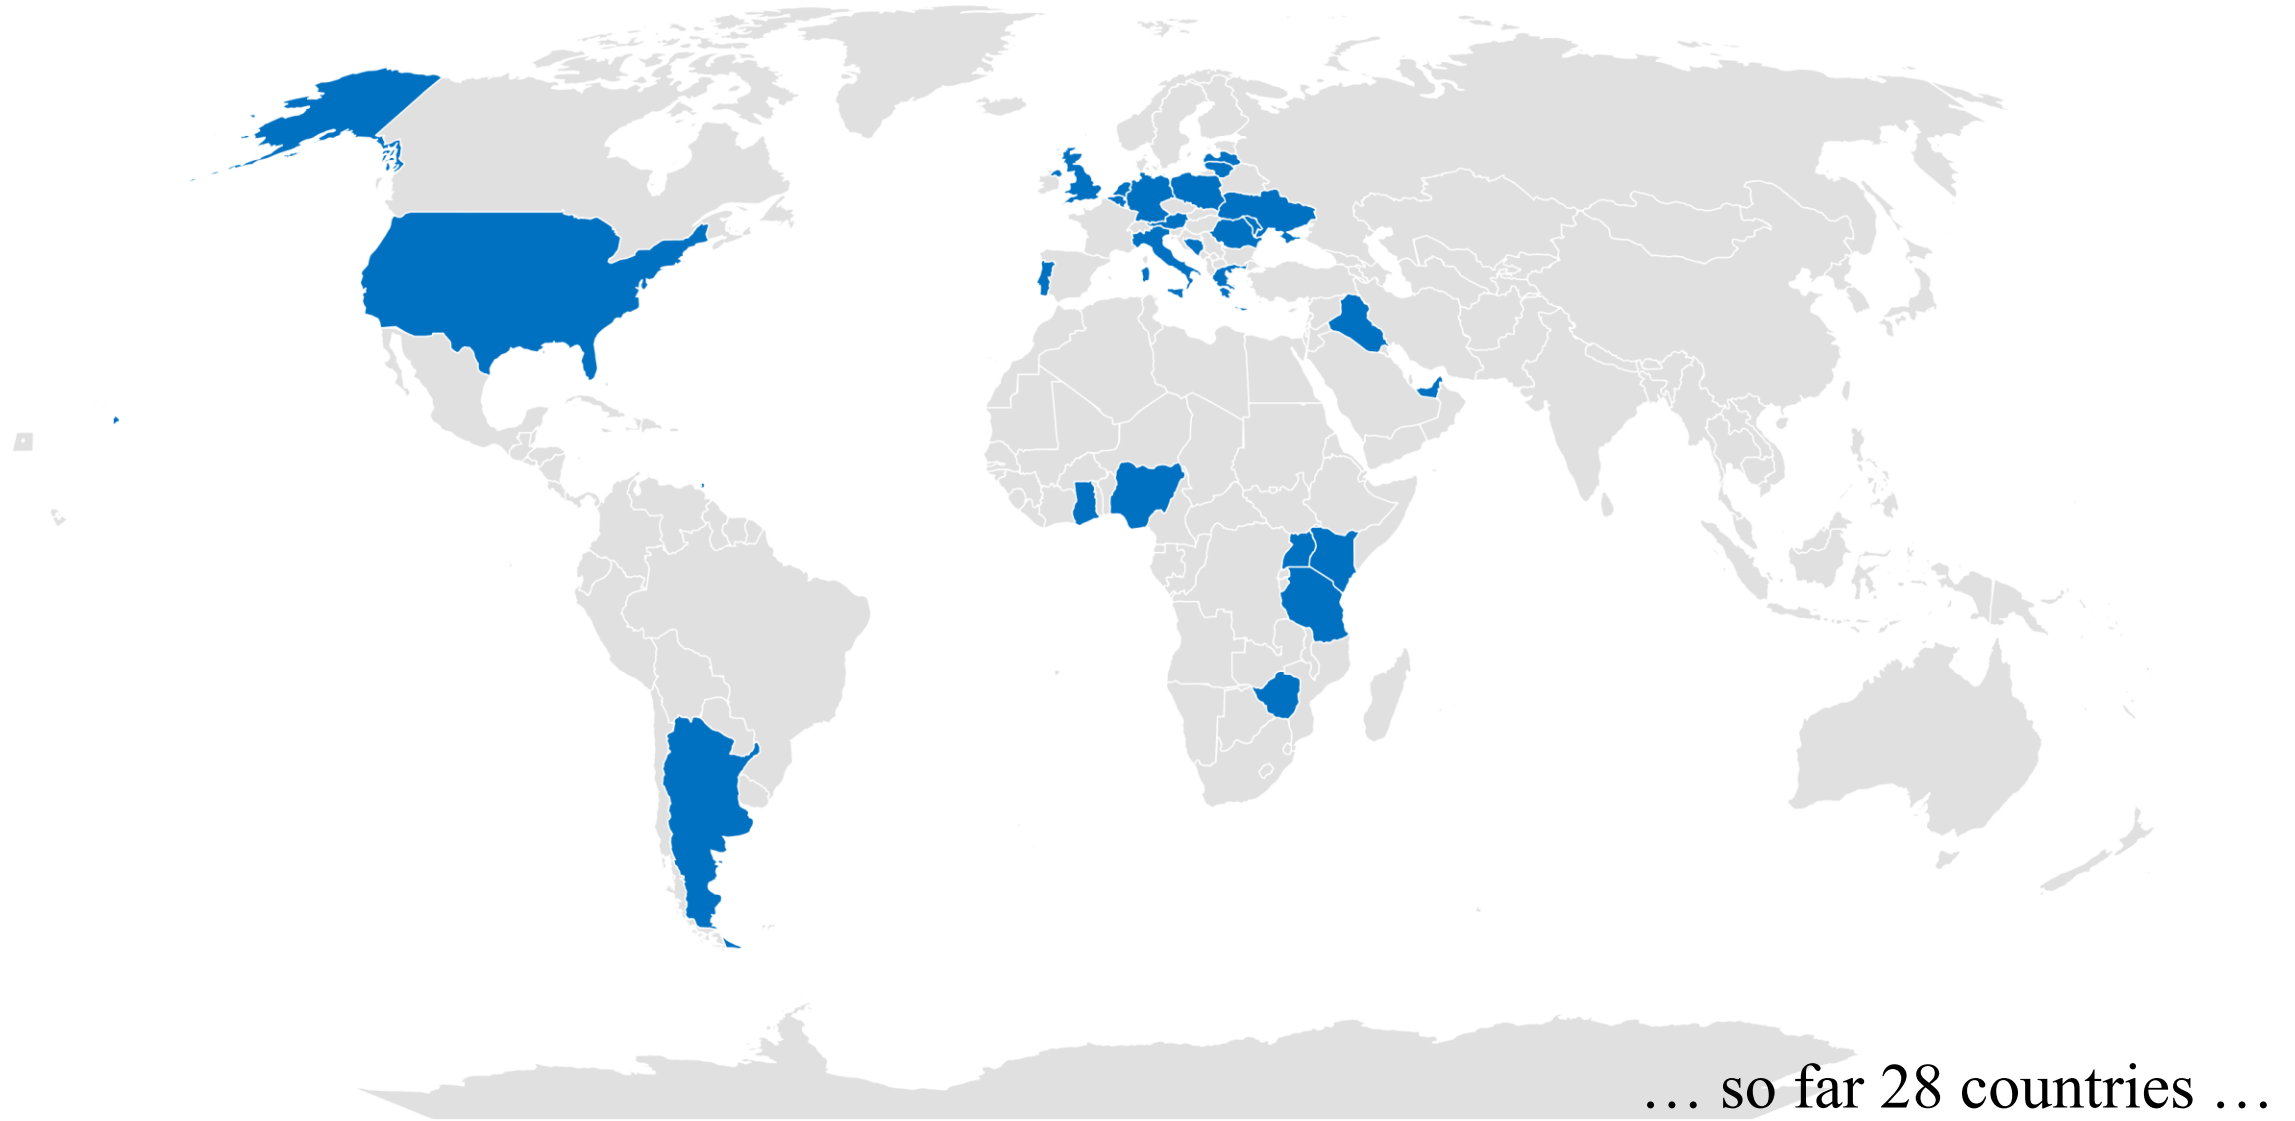 … so far 28 countries …